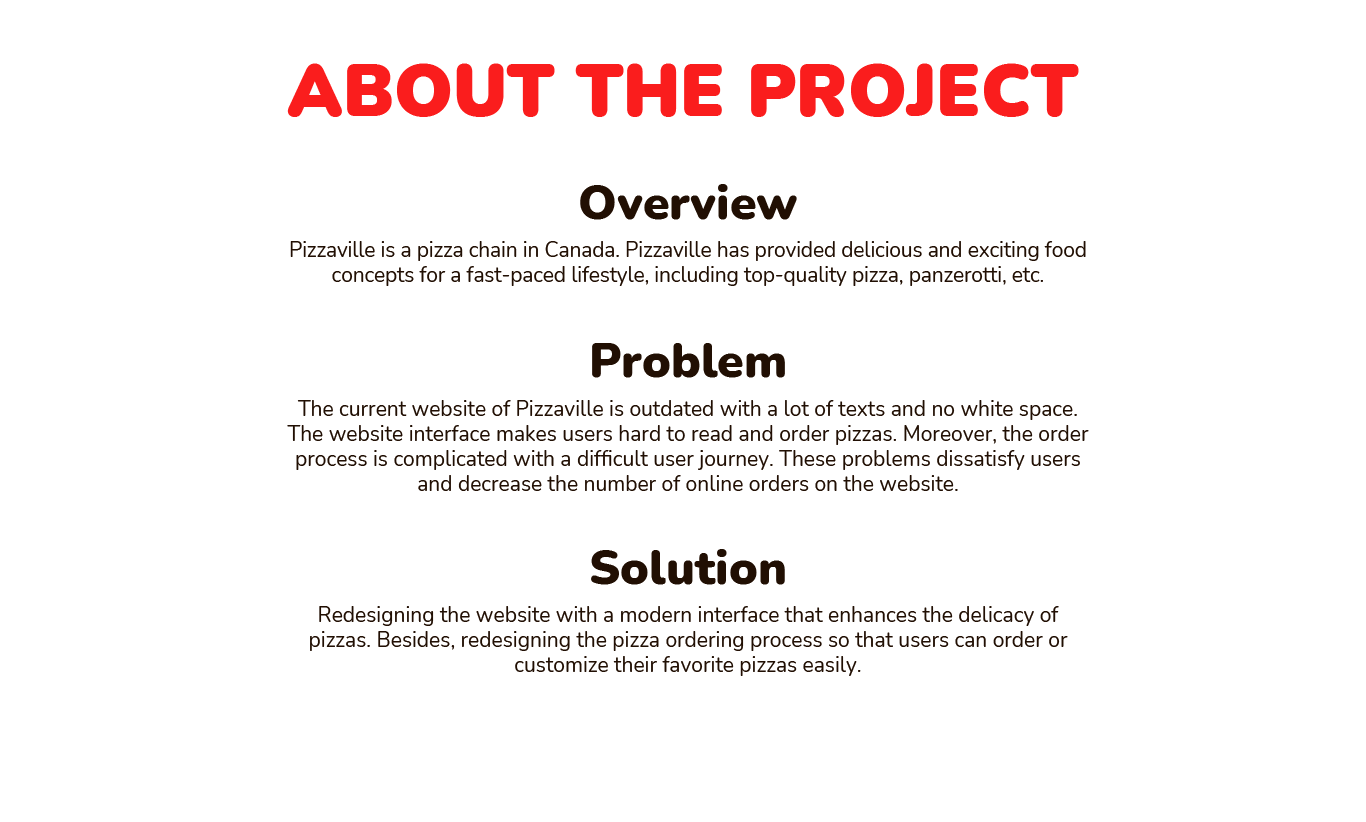 ABOUT THE PROJECT
Overview
Pizzaville is a pizza chain in Canada. Pizzaville has provided delicious and exciting food
concepts for a fast-paced lifestyle, including top-quality pizza, panzerotti, etc.
Problem
The current website of Pizzaville is outdated with a lot of texts and no white space.
The website interface makes users hard to read and order pizzas. Moreover, the order
process is complicated with a difficult user journey. These problems dissatisfy users
and decrease the number of online orders on the website.
Solution
Redesigning the website with a modern interface that enhances the delicacy of
pizzas. Besides, redesigning the pizza ordering process so that users can order or
customize their favorite pizzas easily.